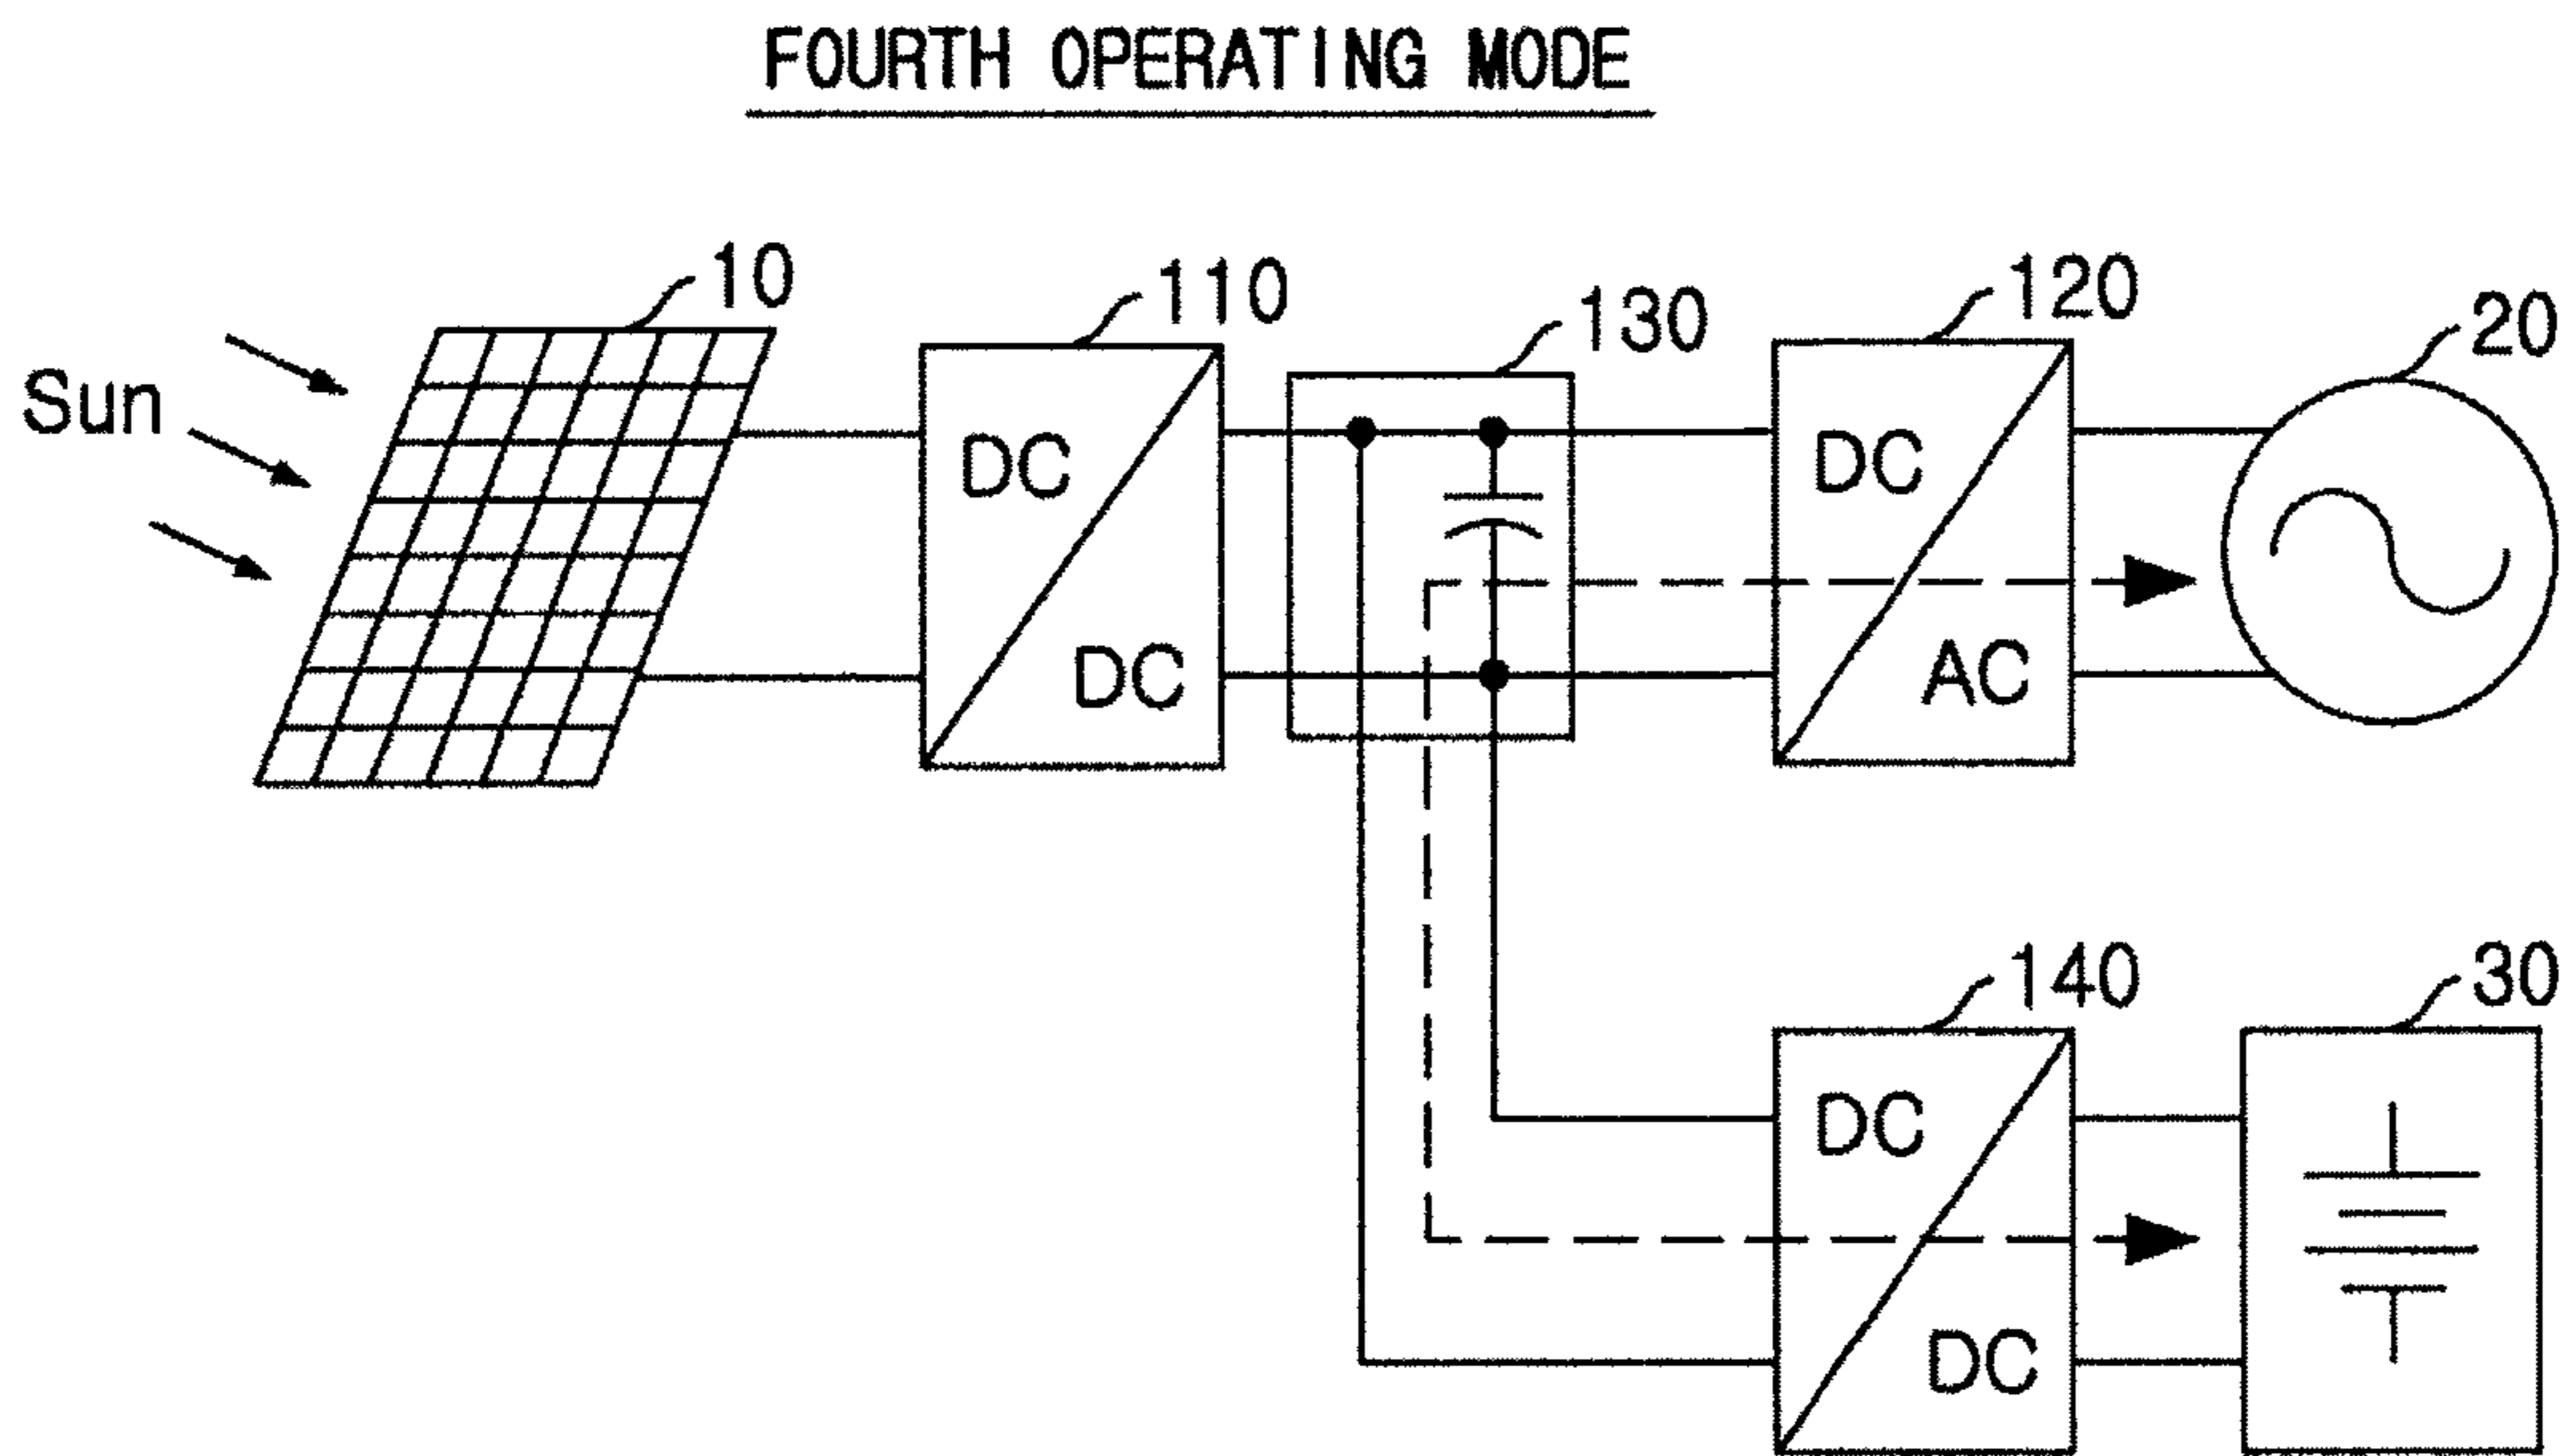 FOURTH OPERATING MODE
10
110
130
120
20
Sun
DC
DC
DC
AC
140
30
DC
DC